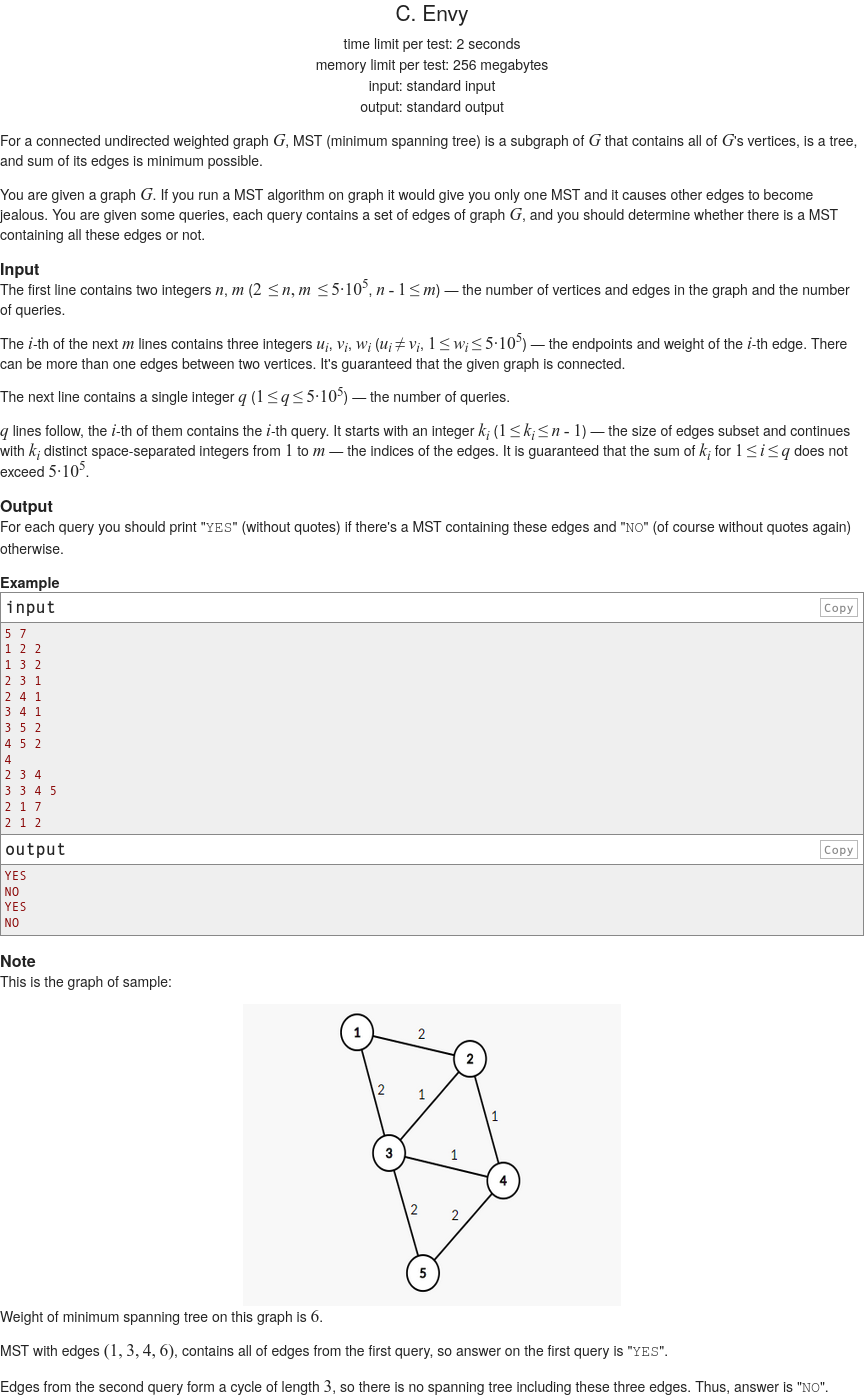 C. Envy
time limit per test: 2 seconds
memory limit per test: 256 megabytes
input: standard input
output: standard output
For a connected undirected weighted graph G, MST (minimum spanning tree) is a subgraph of G that contains all of G's vertices, is a tree,
and sum of its edges is minimum possible.
You are given a graph G. If you run a MST algorithm on graph it would give you only one MST and it causes other edges to become
jealous. You are given some queries, each query contains a set of edges of graph G, and you should determine whether there is a MST
containing all these edges or not.
Input
The first line contains two integers n, m (2 ≤ n, m ≤ 5·10^5, n - 1 ≤ m) — the number of vertices and edges in the graph and the number
of queries.
The i-th of the next m lines contains three integers u_i, v_i, w_i (u_i ≠ v_i, 1 ≤ w_i ≤ 5·10^5) — the endpoints and weight of the i-th edge. There
can be more than one edges between two vertices. It's guaranteed that the given graph is connected.
The next line contains a single integer q (1 ≤ q ≤ 5·10^5) — the number of queries.
q lines follow, the i-th of them contains the i-th query. It starts with an integer k_i (1 ≤ k_i ≤ n - 1) — the size of edges subset and continues
with k_i distinct space-separated integers from 1 to m — the indices of the edges. It is guaranteed that the sum of k_i for 1 ≤ i ≤ q does not
exceed 5·10^5.
Output
For each query you should print "YES" (without quotes) if there's a MST containing these edges and "NO" (of course without quotes again)
otherwise.
Example
input Copy
5 7
1 2 2
1 3 2
2 3 1
2 4 1
3 4 1
3 5 2
4 5 2
4
2 3 4
3 3 4 5
2 1 7
2 1 2
output Copy
YES
NO
YES
NO
Note
This is the graph of sample:
1
2
2
2
1
1
3
1
4
2
2
5
Weight of minimum spanning tree on this graph is 6.
MST with edges (1, 3, 4, 6), contains all of edges from the first query, so answer on the first query is "YES".
Edges from the second query form a cycle of length 3, so there is no spanning tree including these three edges. Thus, answer is "NO".